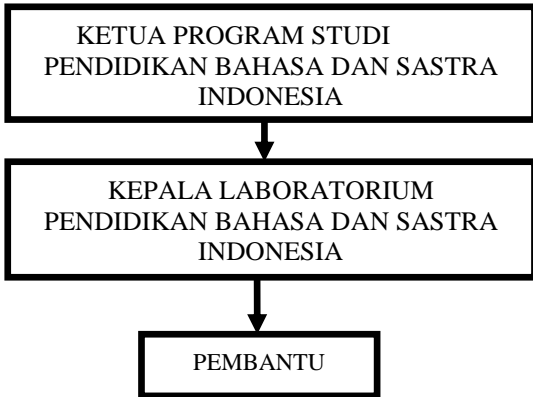 KETUA PROGRAM STUDI
PENDIDIKAN BAHASA DAN SASTRA
INDONESIA
KEPALA LABORATORIUM
PENDIDIKAN BAHASA DAN SASTRA
INDONESIA
PEMBANTU